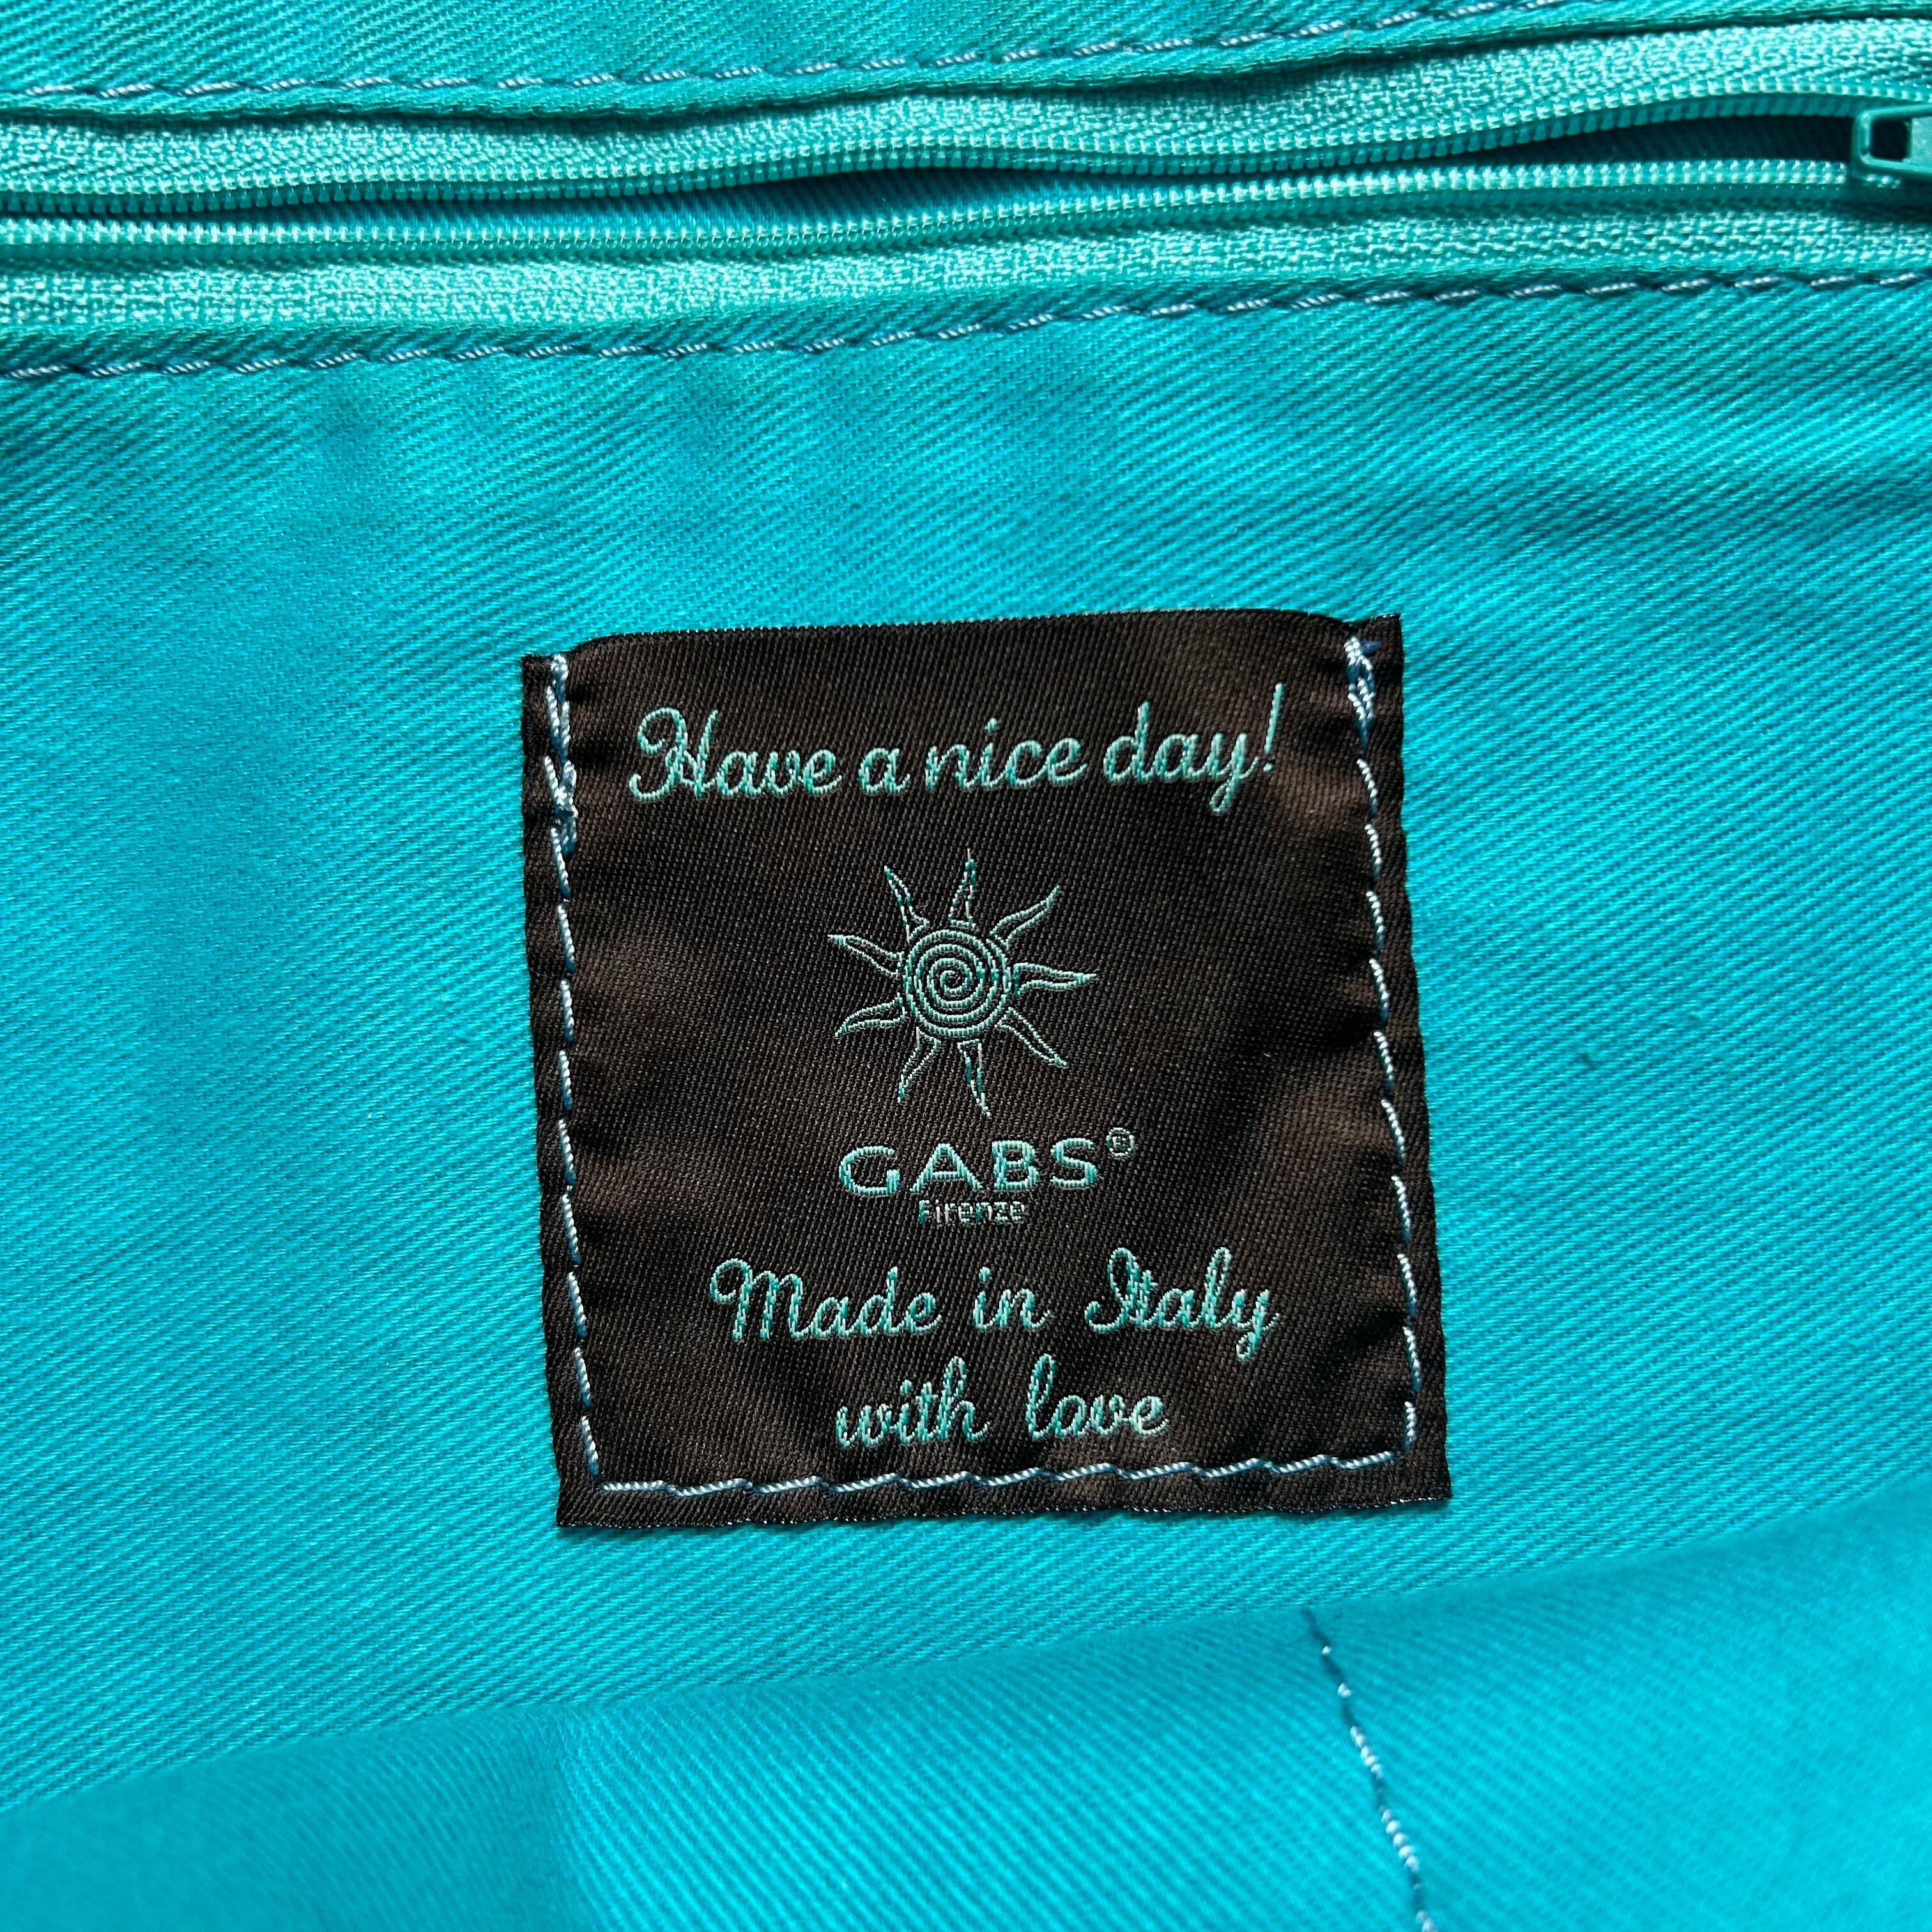 Have a nice day!
GABS®
Firenze
Made in Italy
with love